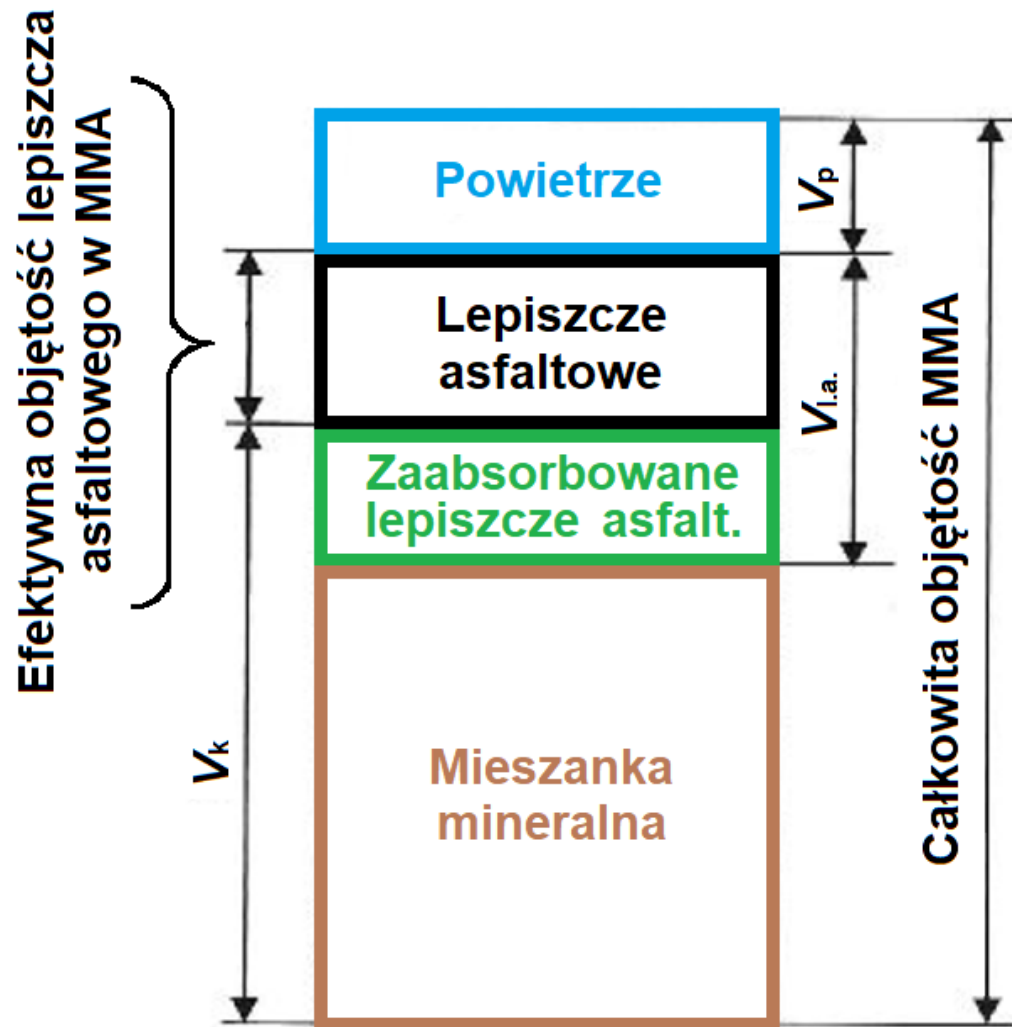 Efektywna objętość lepiszcza
asfaltowego w MMA
Powietrze
Lepiszcze
asfaltowe
Zaabsorbowane
lepiszcze asfalt.
Mieszanka
mineralna
Vk
Vp
Vl.a.
Całkowita objętość MMA